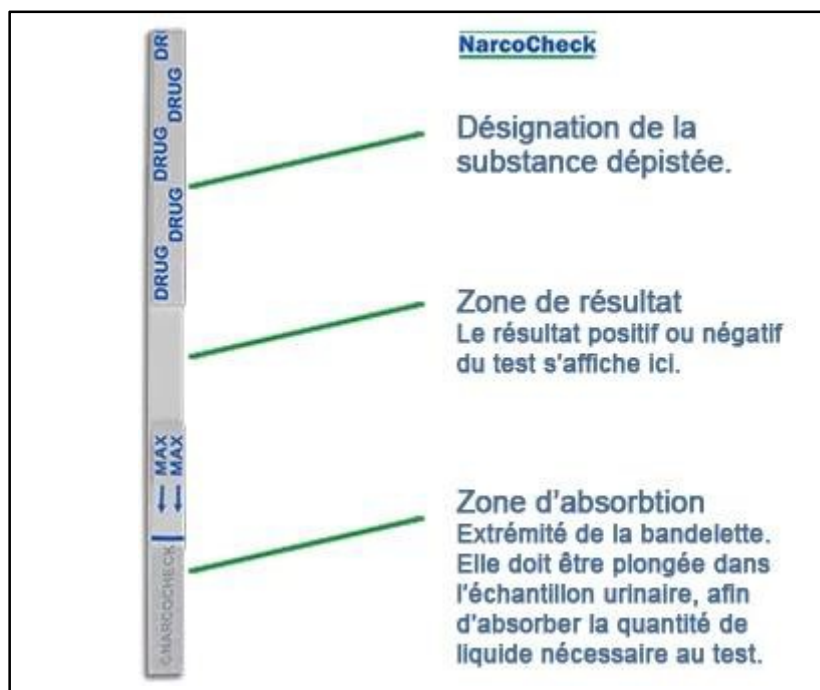 NarcoCheck
DRUG
DRUG
DRUG
DRUG
Désignation de la
substance dépistée.
Zone de résultat
Le résultat positif ou négatif
du test s'affiche ici.
MAX
MAX
Zone d'absorbtion
Extrémité de la bandelette.
Elle doit être plongée dans
l'échantillon urinaire, afin
d'absorber la quantité de
liquide nécessaire au test.
©NARCOCHECK